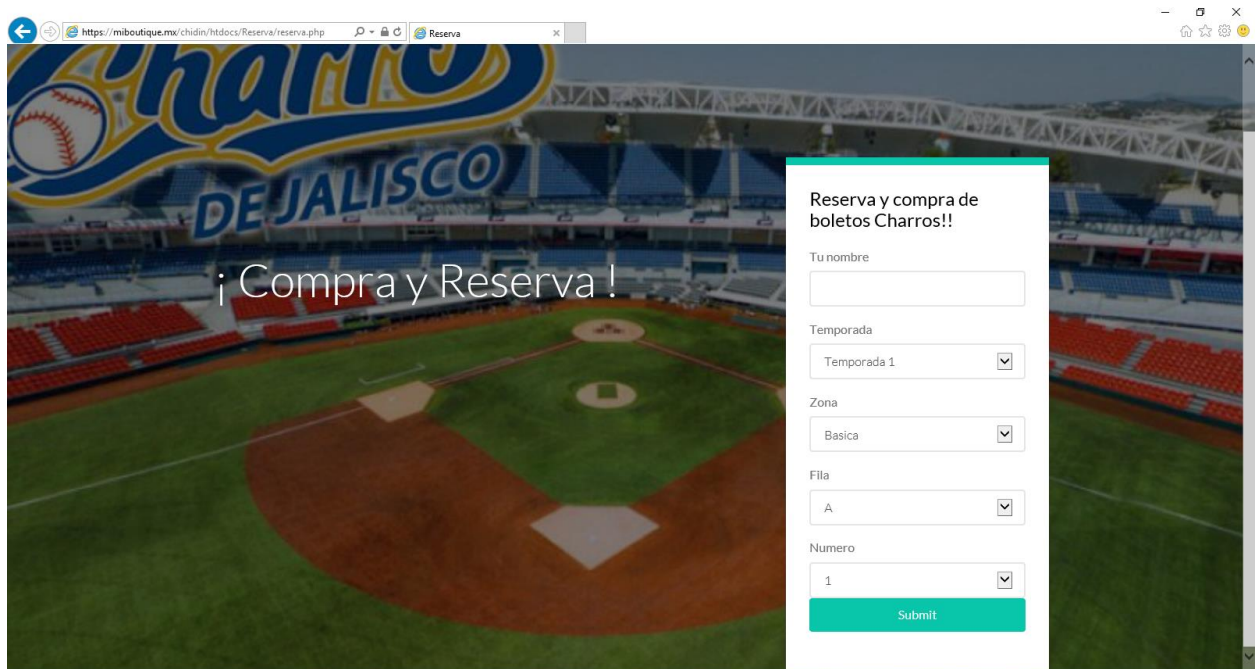 https://miboutique.mx/chidin/htdocs/Reserva/reserva.php
Reserva
Charros
DE JALISCO
¡ Compra y Reserva !
Reserva y compra de
boletos Charros!!
Tu nombre
Temporada
Temporada 1
Zona
Basica
Fila
A
Numero
1
Submit